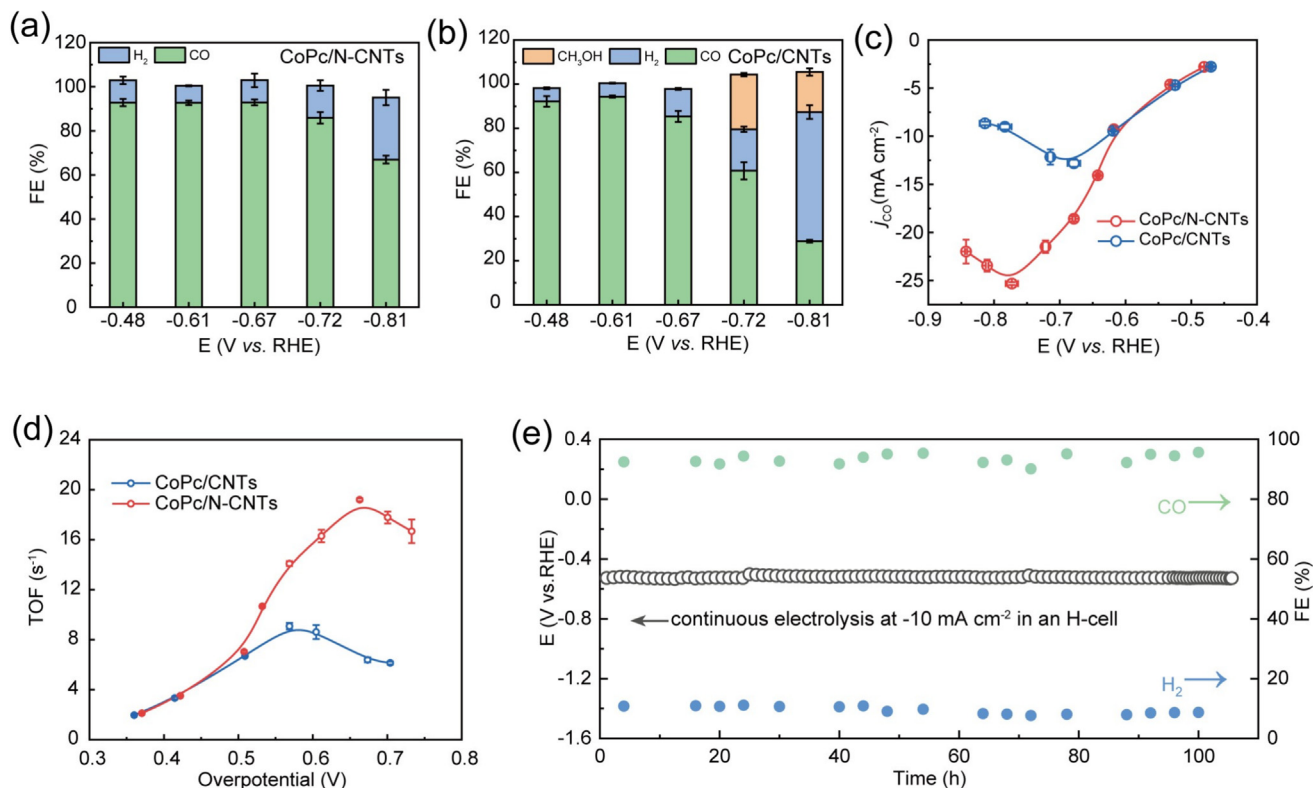 (a)
H₂ CO CoPc/N-CNTs
120
100
80
60
40
20
0
FE (%)
-0.48 -0.61 -0.67 -0.72 -0.81
E (V vs. RHE)
(b)
CH₃OH H₂ CO CoPc/CNTs
120
100
80
60
40
20
0
FE (%)
-0.48 -0.61 -0.67 -0.72 -0.81
E (V vs. RHE)
(c)
0
-5
-10
-15
-20
-25
j_CO(mA cm⁻²)
CoPc/N-CNTs
CoPc/CNTs
-0.9 -0.8 -0.7 -0.6 -0.5 -0.4
E (V vs. RHE)
(d)
24
20
16
12
8
4
0
TOF (s⁻¹)
CoPc/CNTs
CoPc/N-CNTs
0.3 0.4 0.5 0.6 0.7 0.8
Overpotential (V)
(e)
0.4
0.0
-0.4
-0.8
-1.2
-1.6
E (V vs.RHE)
CO
continuous electrolysis at -10 mA cm⁻² in an H-cell
H₂
100
80
60
40
20
0
FE (%)
0 20 40 60 80 100
Time (h)